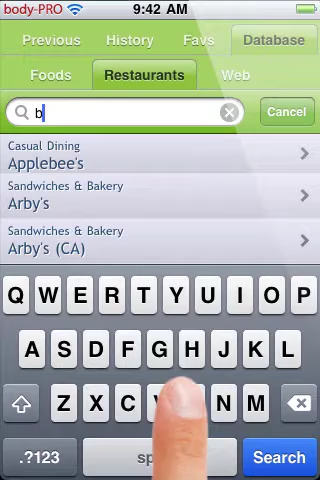 body-PRO 9:42 AM
Previous History Favs Database
Foods Restaurants Web
b Cancel
Casual Dining
Applebee's
Sandwiches & Bakery
Arby's
Sandwiches & Bakery
Arby's (CA)
Q W E R T Y U I O P
A S D F G H J K L
Z X C N M
.?123 Search